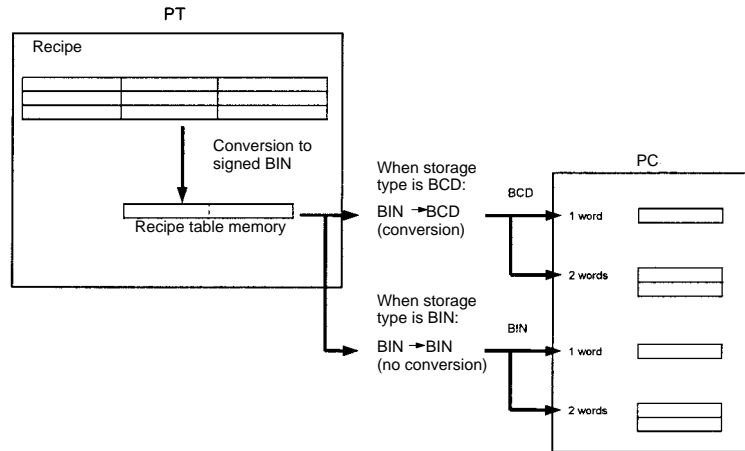 PT
Recipe
Conversion to
signed BIN
Recipe table memory
When storage
type is BCD:
BIN → BCD
(conversion)
When storage
type is BIN:
BIN → BIN
(no conversion)
BCD
BIN
PC
1 word
2 words
1 word
2 words